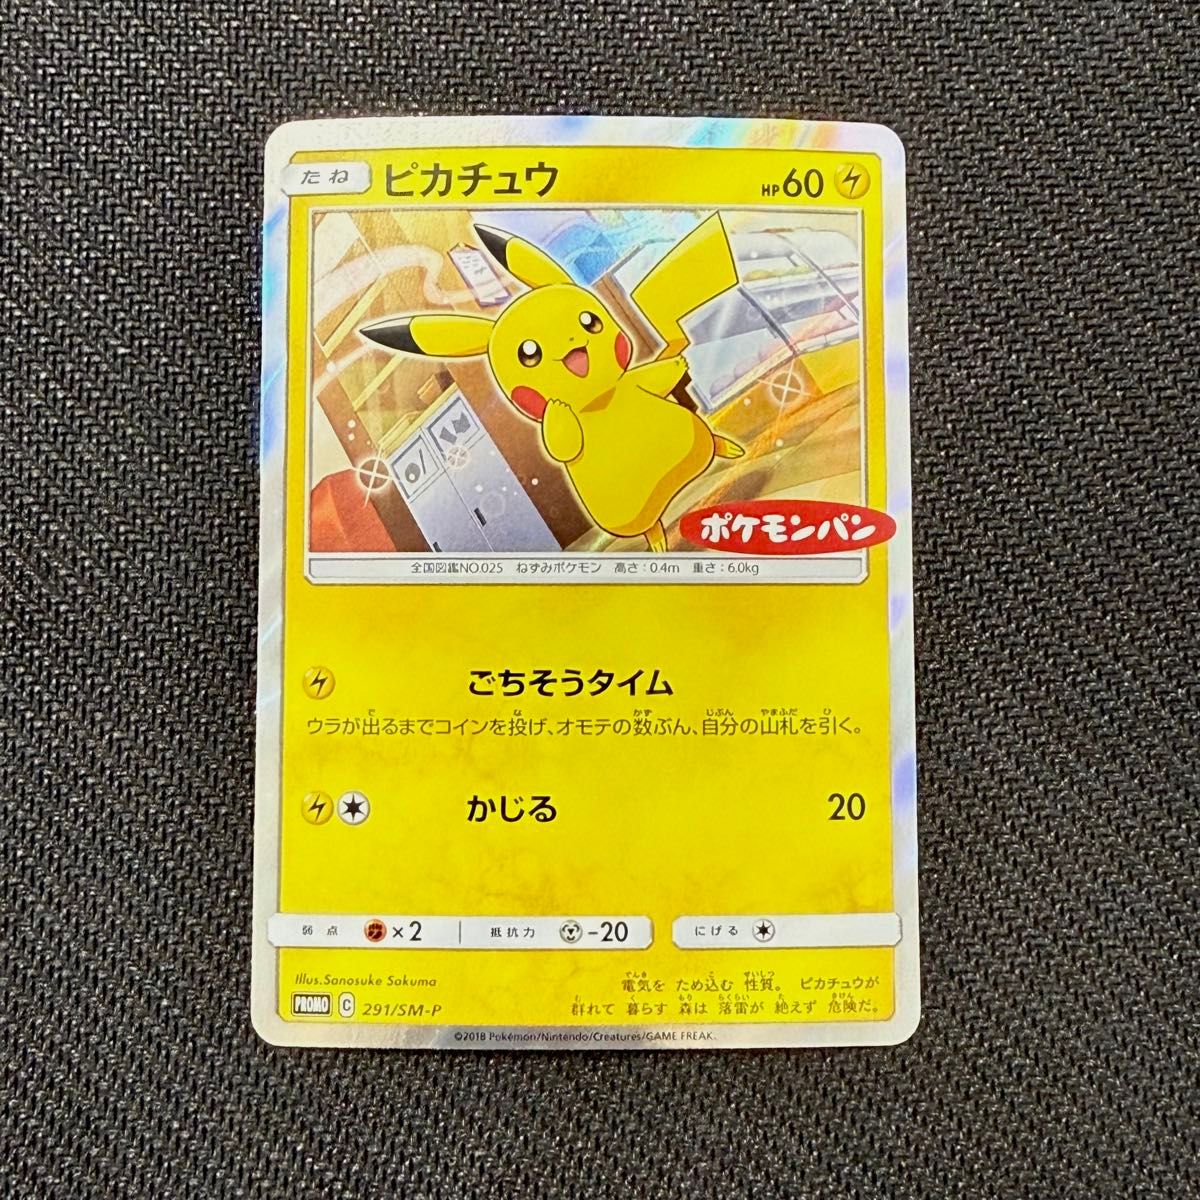 たね ピカチュウ HP60
ポケモンパン
全国図鑑NO.025 ねずみポケモン 高さ:0.4m 重さ:6.0kg
ごちそうタイム
ウラが出るまでコインを投げ、オモテの数ぶん、自分の山札を引く。
かじる 20
弱点 ×2 抵抗力 -20 にげる
Illus.Sanosuke Sakuma
電気を ため込む 性質。 ピカチュウが
群れて 暮らす 森は 落雷が 絶えず 危険だ。
PROMO C 291/SM-P
©2018 Pokémon/Nintendo/Creatures/GAME FREAK.